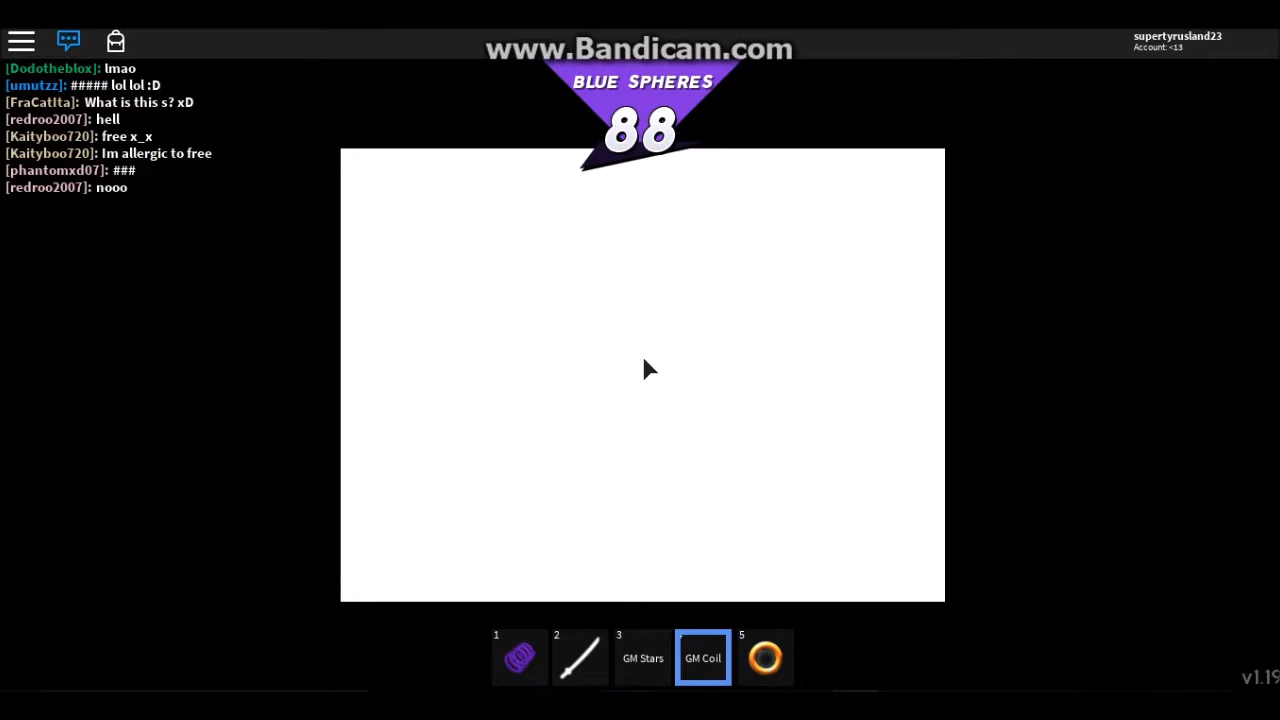 www.Bandicam.com
supertyrusland23
Account: <13
[Dodotheblox]: lmao
[umutzz]: ##### lol lol :D
[FraCatIta]: What is this s? xD
[redroo2007]: hell
[Kaityboo720]: free x_x
[Kaityboo720]: Im allergic to free
[phantomxd07]: ###
[redroo2007]: nooo
BLUE SPHERES
88
1
2
3
5
GM Stars
GM Coil
v1.19